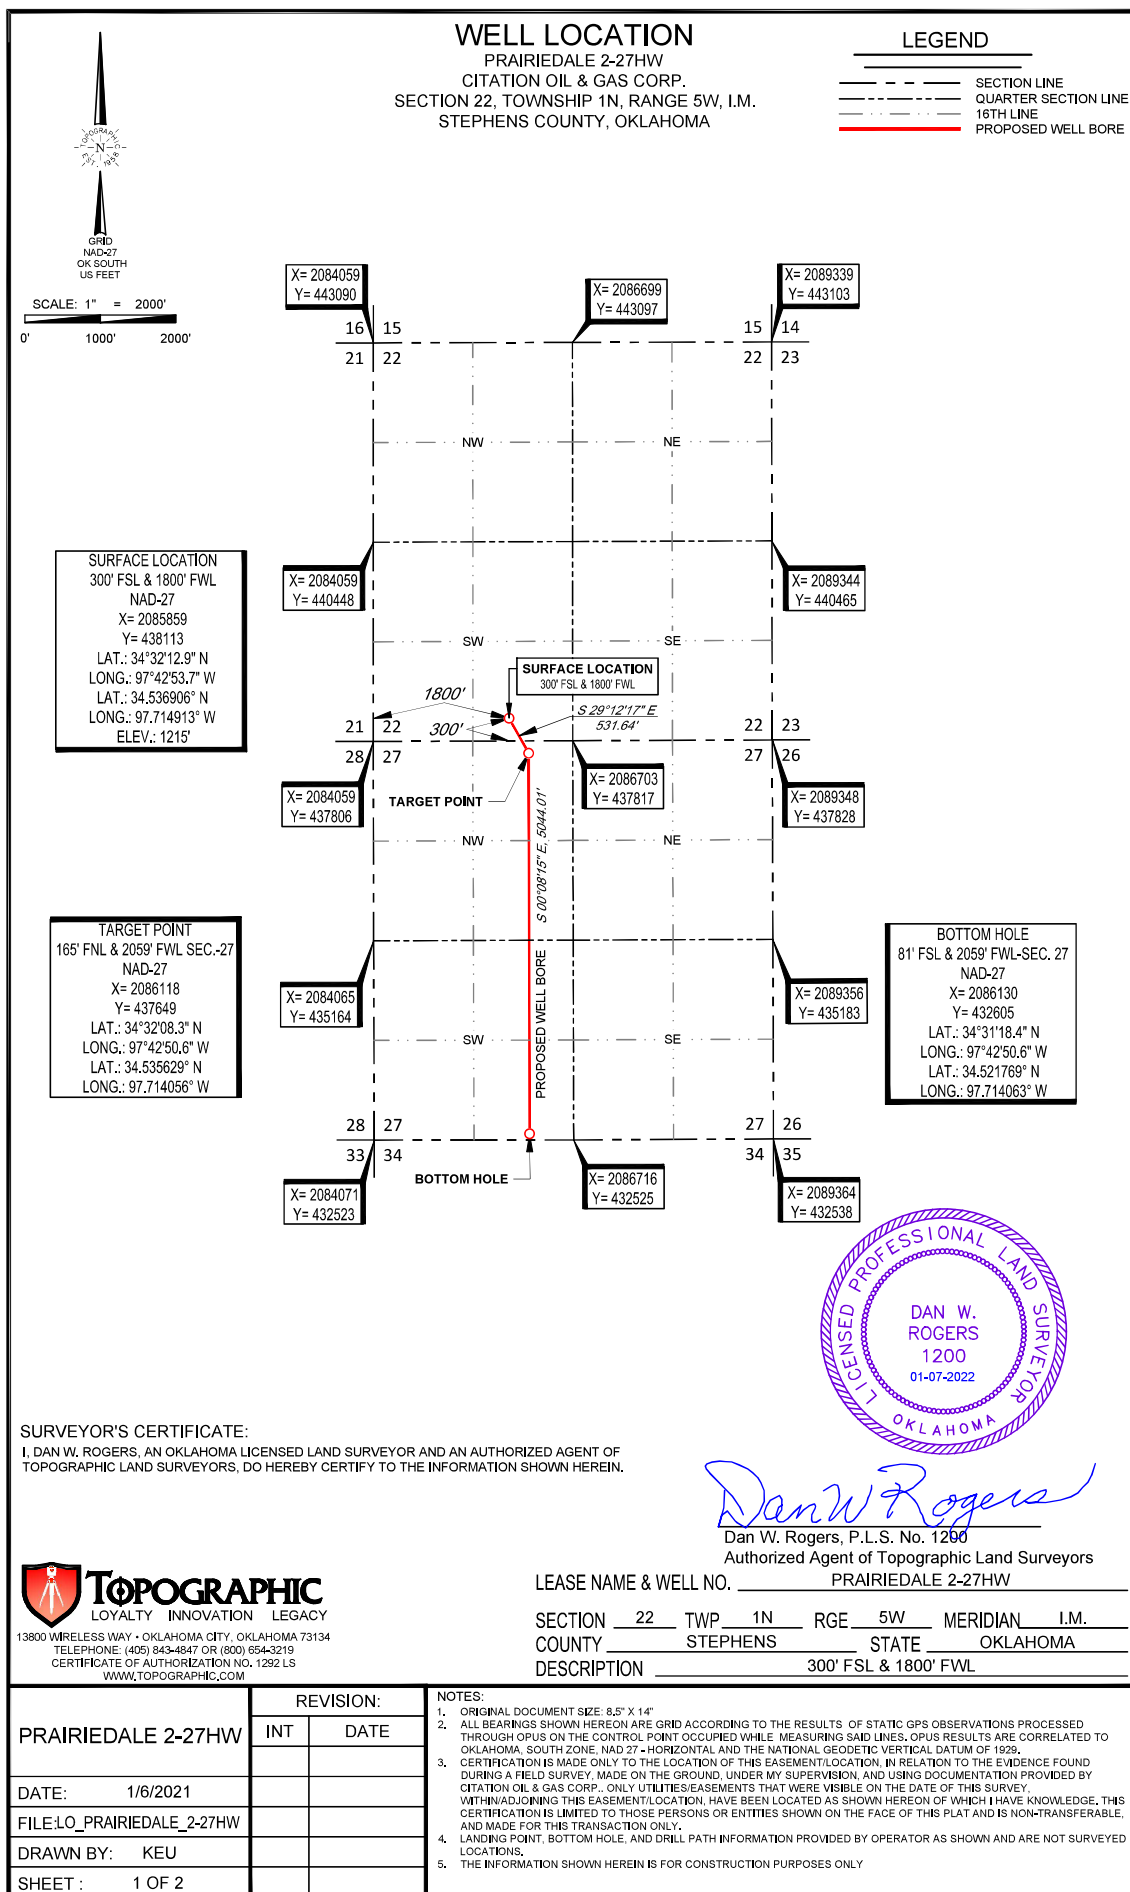 WELL LOCATION
PRAIRIEDALE 2-27HW
CITATION OIL & GAS CORP.
SECTION 22, TOWNSHIP 1N, RANGE 5W, I.M.
STEPHENS COUNTY, OKLAHOMA
LEGEND
SECTION LINE
QUARTER SECTION LINE
16TH LINE
PROPOSED WELL BORE
TOPOGRAPHIC
N
EST. 1958
GRID
NAD-27
OK SOUTH
US FEET
SCALE: 1" = 2000'
0' 1000' 2000'
X= 2084059
Y= 443090
X= 2086699
Y= 443097
X= 2089339
Y= 443103
16 15
21 22
15 14
22 23
NW NE
SURFACE LOCATION
300' FSL & 1800' FWL
NAD-27
X= 2085859
Y= 438113
LAT.: 34°32'12.9" N
LONG.: 97°42'53.7" W
LAT.: 34.536906° N
LONG.: 97.714913° W
ELEV.: 1215'
X= 2084059
Y= 440448
X= 2089344
Y= 440465
SW SE
SURFACE LOCATION
300' FSL & 1800' FWL
1800'
300'
S 29°12'17" E
531.64'
21 22
28 27
22 23
27 26
X= 2084059
Y= 437806
TARGET POINT
X= 2086703
Y= 437817
X= 2089348
Y= 437828
S 00°08'15" E, 5044.01'
NW NE
TARGET POINT
165' FNL & 2059' FWL SEC.-27
NAD-27
X= 2086118
Y= 437649
LAT.: 34°32'08.3" N
LONG.: 97°42'50.6" W
LAT.: 34.535629° N
LONG.: 97.714056° W
X= 2084065
Y= 435164
PROPOSED WELL BORE
X= 2089356
Y= 435183
BOTTOM HOLE
81' FSL & 2059' FWL-SEC. 27
NAD-27
X= 2086130
Y= 432605
LAT.: 34°31'18.4" N
LONG.: 97°42'50.6" W
LAT.: 34.521769° N
LONG.: 97.714063° W
SW SE
28 27
33 34
27 26
34 35
BOTTOM HOLE
X= 2084071
Y= 432523
X= 2086716
Y= 432525
X= 2089364
Y= 432538
LICENSED PROFESSIONAL LAND SURVEYOR
DAN W.
ROGERS
1200
01-07-2022
OKLAHOMA
SURVEYOR'S CERTIFICATE:
I, DAN W. ROGERS, AN OKLAHOMA LICENSED LAND SURVEYOR AND AN AUTHORIZED AGENT OF
TOPOGRAPHIC LAND SURVEYORS, DO HEREBY CERTIFY TO THE INFORMATION SHOWN HEREIN.
Dan W Rogers
Dan W. Rogers, P.L.S. No. 1200
Authorized Agent of Topographic Land Surveyors
TOPOGRAPHIC
LOYALTY INNOVATION LEGACY
13800 WIRELESS WAY • OKLAHOMA CITY, OKLAHOMA 73134
TELEPHONE: (405) 843-4847 OR (800) 654-3219
CERTIFICATE OF AUTHORIZATION NO. 1292 LS
WWW.TOPOGRAPHIC.COM
LEASE NAME & WELL NO. PRAIRIEDALE 2-27HW
SECTION 22 TWP 1N RGE 5W MERIDIAN I.M.
COUNTY STEPHENS STATE OKLAHOMA
DESCRIPTION 300' FSL & 1800' FWL
PRAIRIEDALE 2-27HW
REVISION:
INT DATE
DATE: 1/6/2021
FILE:LO_PRAIRIEDALE_2-27HW
DRAWN BY: KEU
SHEET : 1 OF 2
NOTES:
1. ORIGINAL DOCUMENT SIZE: 8.5" X 14"
2. ALL BEARINGS SHOWN HEREON ARE GRID ACCORDING TO THE RESULTS OF STATIC GPS OBSERVATIONS PROCESSED
THROUGH OPUS ON THE CONTROL POINT OCCUPIED WHILE MEASURING SAID LINES. OPUS RESULTS ARE CORRELATED TO
OKLAHOMA, SOUTH ZONE, NAD 27 - HORIZONTAL AND THE NATIONAL GEODETIC VERTICAL DATUM OF 1929.
3. CERTIFICATION IS MADE ONLY TO THE LOCATION OF THIS EASEMENT/LOCATION, IN RELATION TO THE EVIDENCE FOUND
DURING A FIELD SURVEY, MADE ON THE GROUND, UNDER MY SUPERVISION, AND USING DOCUMENTATION PROVIDED BY
CITATION OIL & GAS CORP.. ONLY UTILITIES/EASEMENTS THAT WERE VISIBLE ON THE DATE OF THIS SURVEY,
WITHIN/ADJOINING THIS EASEMENT/LOCATION, HAVE BEEN LOCATED AS SHOWN HEREON OF WHICH I HAVE KNOWLEDGE. THIS
CERTIFICATION IS LIMITED TO THOSE PERSONS OR ENTITIES SHOWN ON THE FACE OF THIS PLAT AND IS NON-TRANSFERABLE,
AND MADE FOR THIS TRANSACTION ONLY.
4. LANDING POINT, BOTTOM HOLE, AND DRILL PATH INFORMATION PROVIDED BY OPERATOR AS SHOWN AND ARE NOT SURVEYED
LOCATIONS.
5. THE INFORMATION SHOWN HEREIN IS FOR CONSTRUCTION PURPOSES ONLY